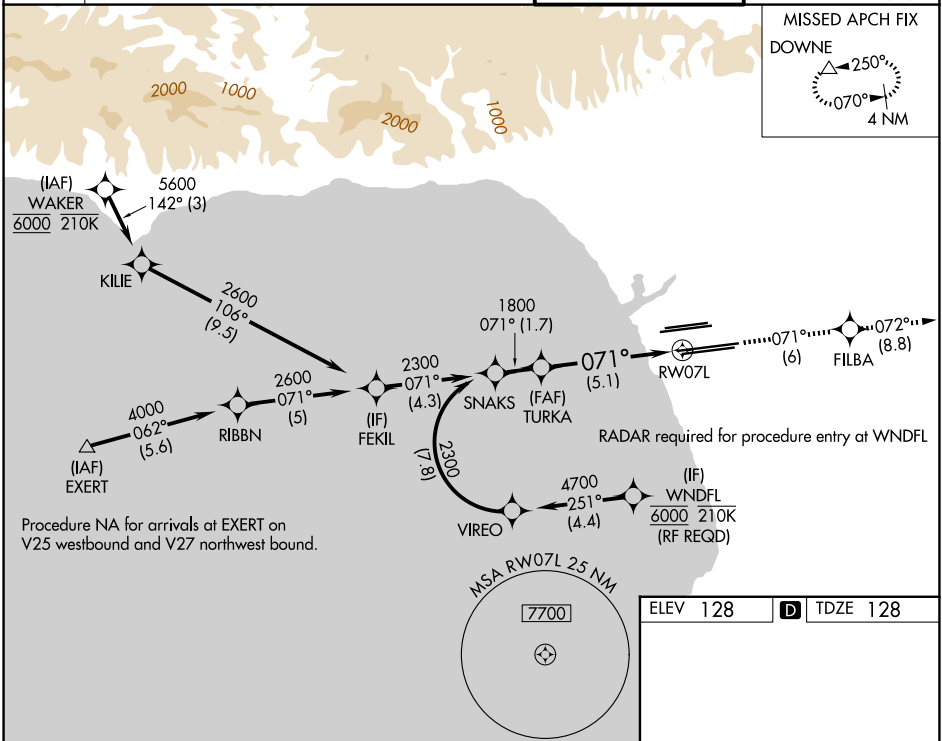 MISSED APCH FIX
DOWNE
250°
070°
4 NM
2000
1000
2000
1000
(IAF)
WAKER
6000 210K
5600
142° (3)
KILIE
2600
106°
(9.5)
1800
071° (1.7)
4000
062°
(5.6)
(IAF)
EXERT
RIBBN
2600
071°
(5)
(IF)
FEKIL
2300
071°
(4.3)
SNAKS
(FAF)
TURKA
071°
(5.1)
RW07L
071°
(6)
FILBA
072°
(8.8)
RADAR required for procedure entry at WNDFL
2300
(7.8)
VIREO
4700
251°
(4.4)
(IF)
WNDFL
6000 210K
(RF REQD)
Procedure NA for arrivals at EXERT on
V25 westbound and V27 northwest bound.
MSA RW07L 25 NM
7700
ELEV 128
D
TDZE 128